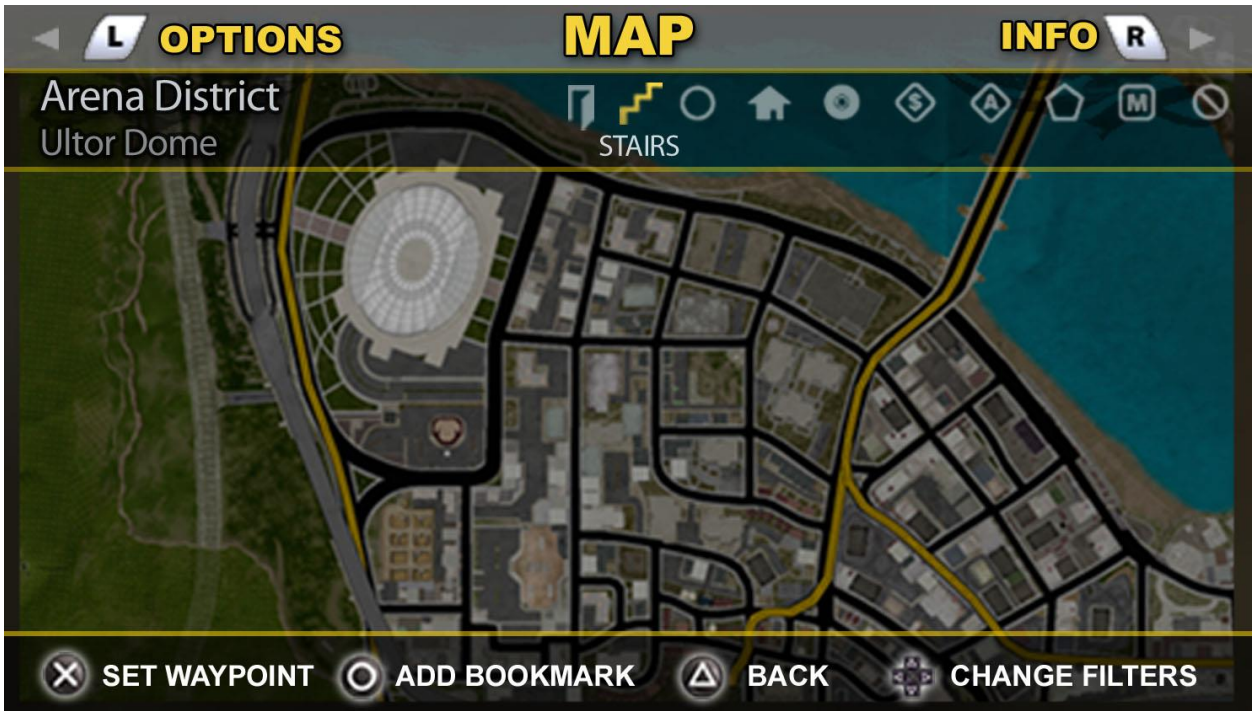 L OPTIONS MAP INFO R
Arena District
Ultor Dome
$ A M
STAIRS
SET WAYPOINT ADD BOOKMARK BACK CHANGE FILTERS